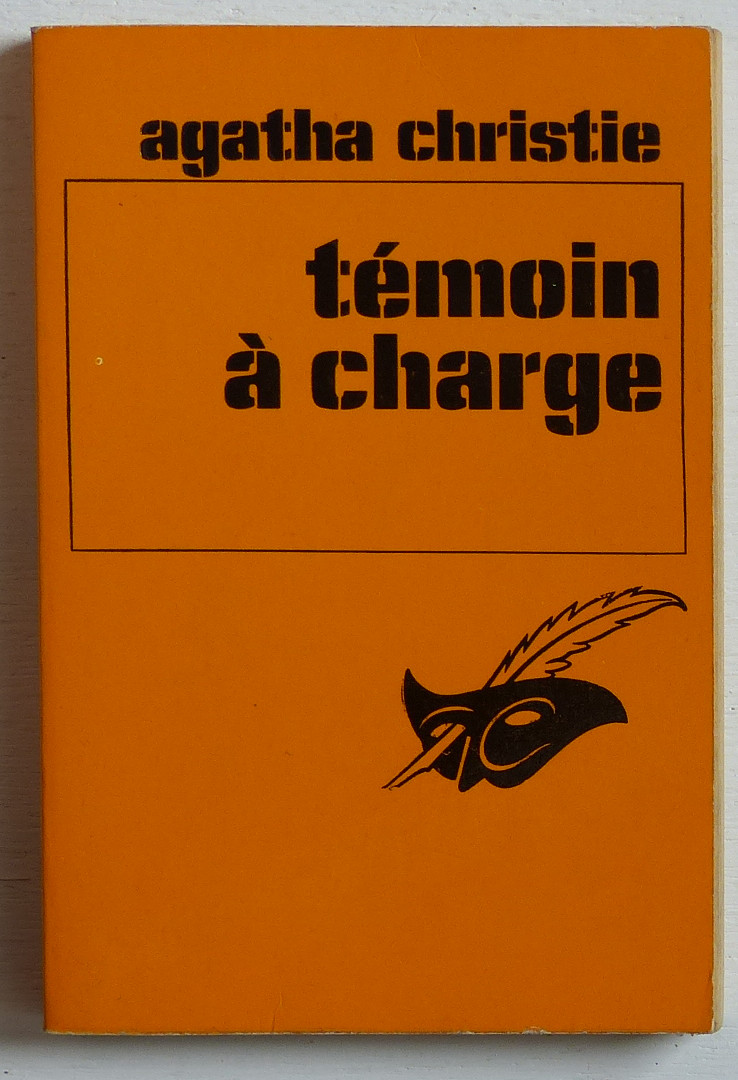 agatha christie
témoin
à charge